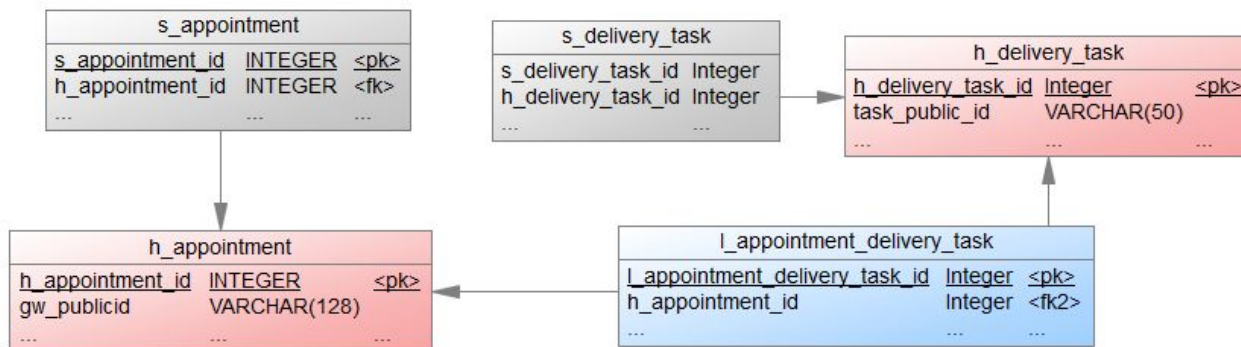 s_appointment
s_appointment_id INTEGER <pk>
h_appointment_id INTEGER <fk>
... ... ...
s_delivery_task
s_delivery_task_id Integer
h_delivery_task_id Integer
... ...
h_delivery_task
h_delivery_task_id Integer <pk>
task_public_id VARCHAR(50)
... ... ...
h_appointment
h_appointment_id INTEGER <pk>
gw_publicid VARCHAR(128)
... ... ...
l_appointment_delivery_task
l_appointment_delivery_task_id Integer <pk>
h_appointment_id Integer <fk2>
... ... ...